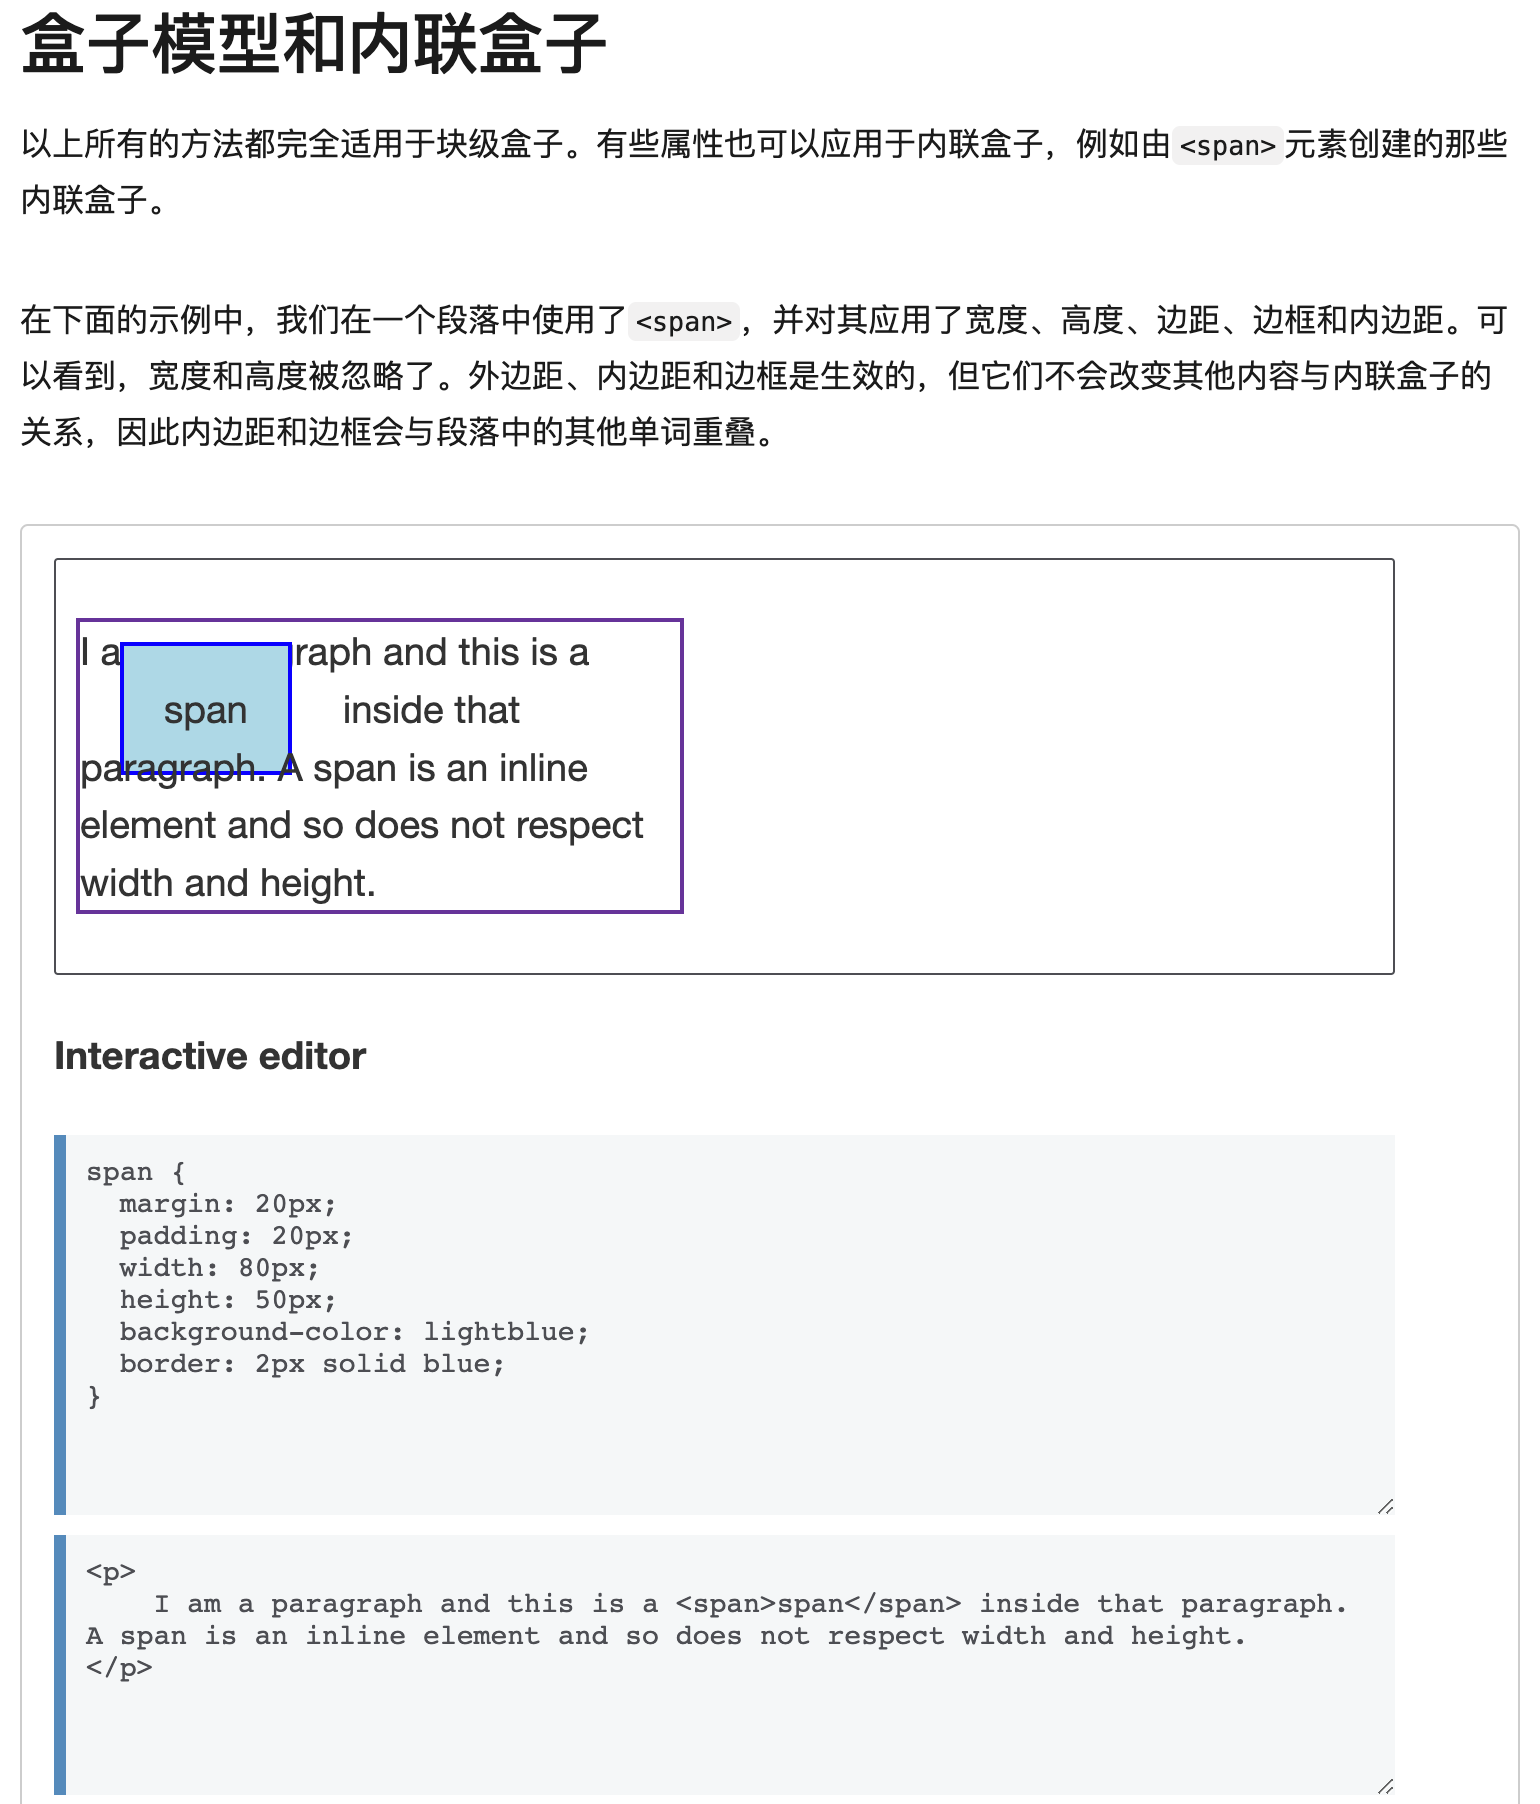 盒子模型和内联盒子
以上所有的方法都完全适用于块级盒子。有些属性也可以应用于内联盒子，例如由<span>元素创建的那些
内联盒子。
在下面的示例中，我们在一个段落中使用了<span>，并对其应用了宽度、高度、边距、边框和内边距。可
以看到，宽度和高度被忽略了。外边距、内边距和边框是生效的，但它们不会改变其他内容与内联盒子的
关系，因此内边距和边框会与段落中的其他单词重叠。
I a raph and this is a
span inside that
paragraph. A span is an inline
element and so does not respect
width and height.
Interactive editor
span {
  margin: 20px;
  padding: 20px;
  width: 80px;
  height: 50px;
  background-color: lightblue;
  border: 2px solid blue;
}
<p>
    I am a paragraph and this is a <span>span</span> inside that paragraph.
A span is an inline element and so does not respect width and height.
</p>